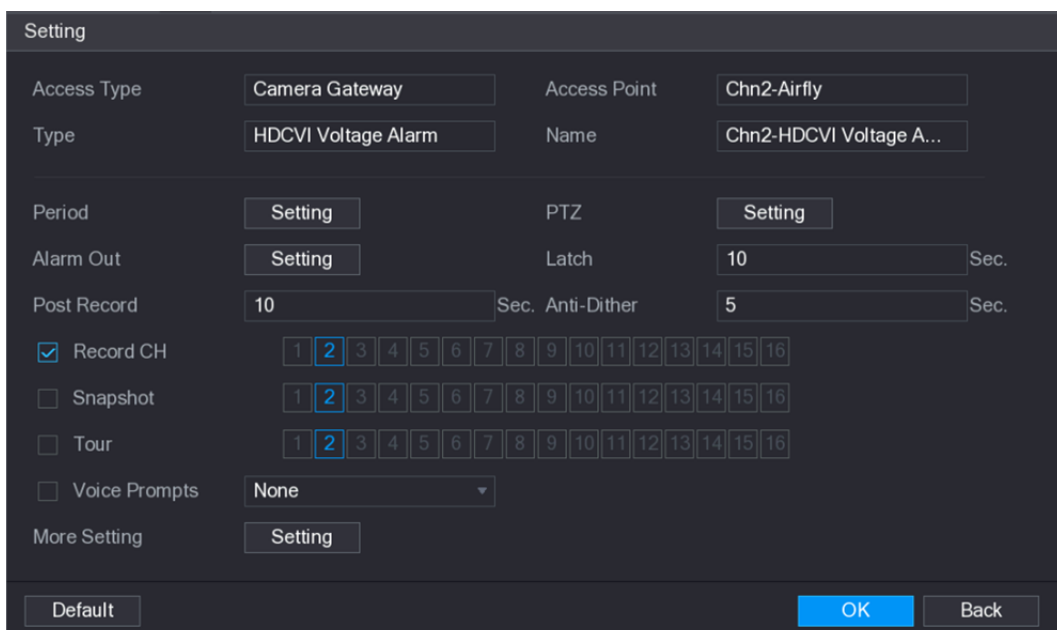 Setting
Access Type Camera Gateway Access Point Chn2-Airfly
Type HDCVI Voltage Alarm Name Chn2-HDCVI Voltage A...
Period Setting PTZ Setting
Alarm Out Setting Latch 10 Sec.
Post Record 10 Sec. Anti-Dither 5 Sec.
Record CH 1 2 3 4 5 6 7 8 9 10 11 12 13 14 15 16
Snapshot 1 2 3 4 5 6 7 8 9 10 11 12 13 14 15 16
Tour 1 2 3 4 5 6 7 8 9 10 11 12 13 14 15 16
Voice Prompts None
More Setting Setting
Default OK Back